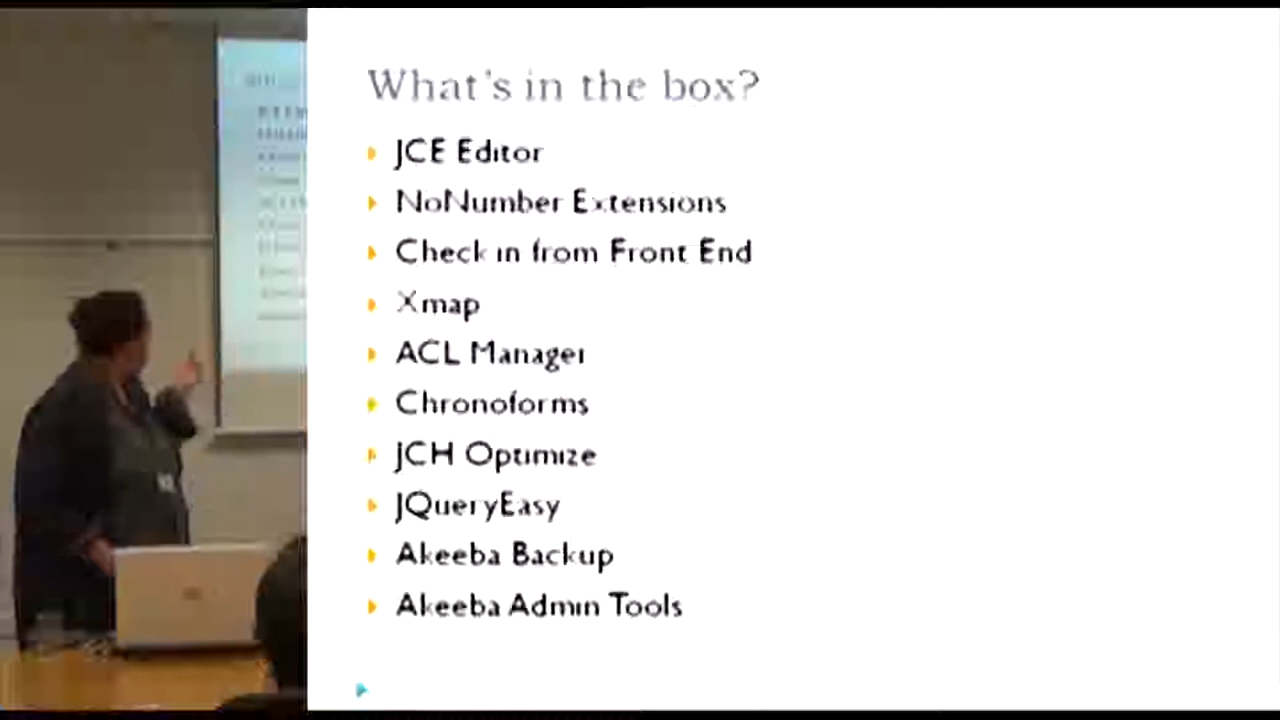 What's in the box?
JCE Editor
NoNumber Extensions
Check in from Front End
Xmap
ACL Manager
Chronoforms
JCH Optimize
JQueryEasy
Akeeba Backup
Akeeba Admin Tools